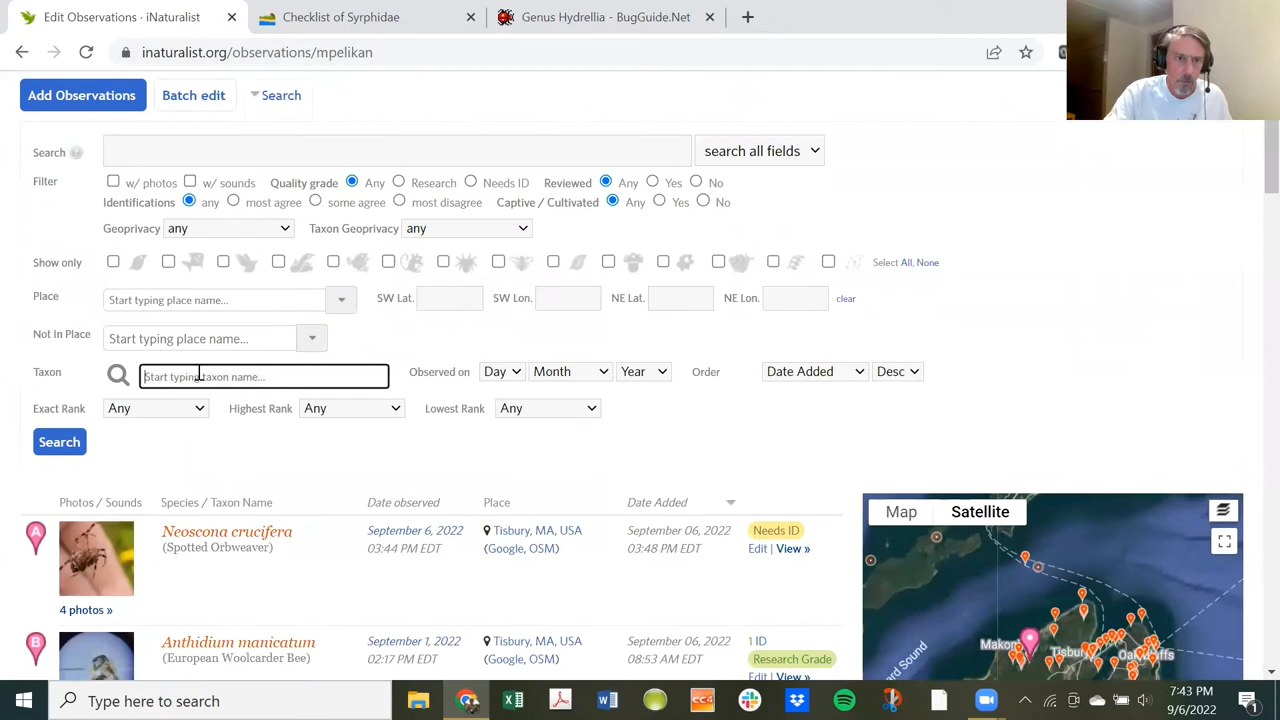 Edit Observations · iNaturalist
Checklist of Syrphidae
Genus Hydrellia - BugGuide.Net
inaturalist.org/observations/mpelikan
Add Observations
Batch edit
Search
Search
search all fields
Filter
w/ photos
w/ sounds
Quality grade
Any
Research
Needs ID
Reviewed
Any
Yes
No
Identifications
any
most agree
some agree
most disagree
Captive / Cultivated
Any
Yes
No
Geoprivacy
any
Taxon Geoprivacy
any
Show only
Select All, None
Place
Start typing place name...
SW Lat.
SW Lon.
NE Lat.
NE Lon.
clear
Not In Place
Start typing place name...
Taxon
Start typing taxon name...
Observed on
Day
Month
Year
Order
Date Added
Desc
Exact Rank
Any
Highest Rank
Any
Lowest Rank
Any
Search
Photos / Sounds
Species / Taxon Name
Date observed
Place
Date Added
A
Neoscona crucifera
(Spotted Orbweaver)
September 6, 2022
03:44 PM EDT
Tisbury, MA, USA
(Google, OSM)
September 06, 2022
03:48 PM EDT
Needs ID
Edit | View »
4 photos »
B
Anthidium manicatum
(European Woolcarder Bee)
September 1, 2022
02:17 PM EDT
Tisbury, MA, USA
(Google, OSM)
September 06, 2022
08:53 AM EDT
1 ID
Research Grade
Edit | View »
Map
Satellite
Type here to search
CC4
7:43 PM
9/6/2022
1